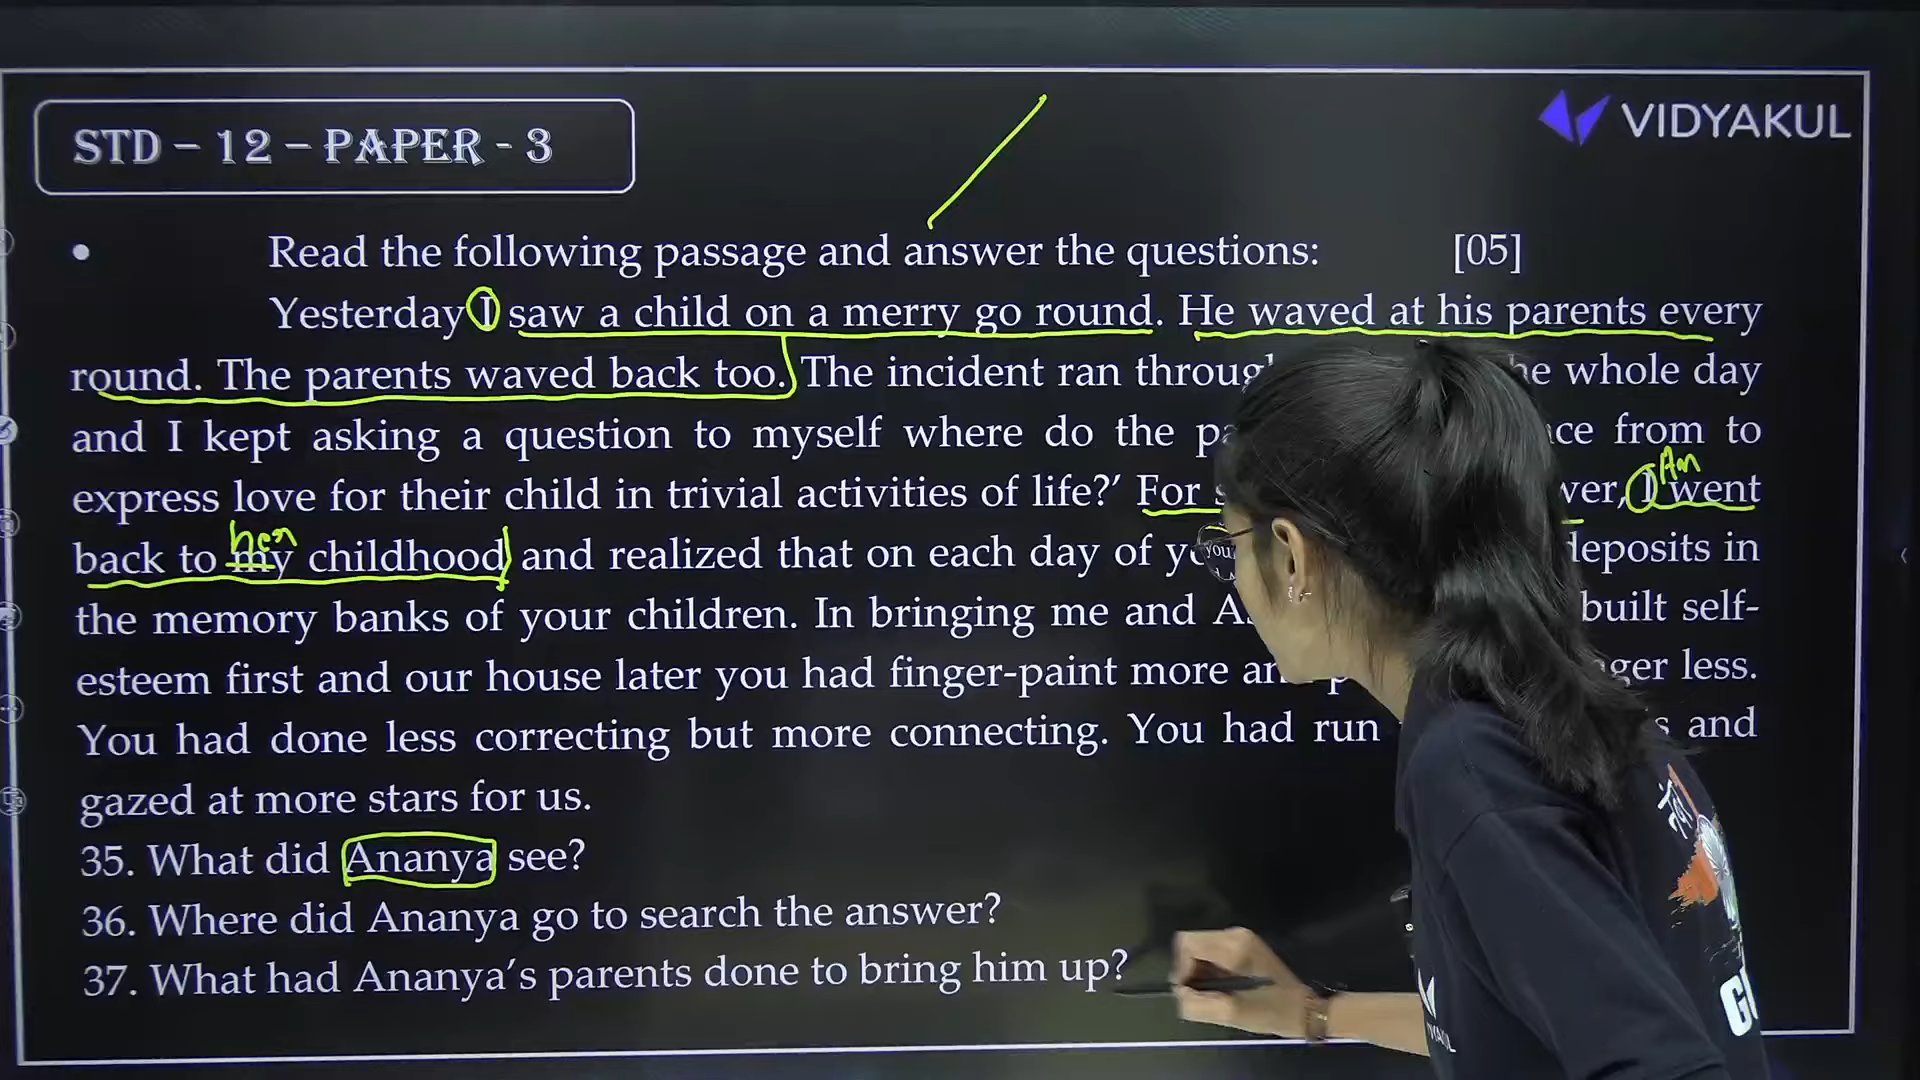 STD – 12 – PAPER - 3
VIDYAKUL
• Read the following passage and answer the questions: [05]
Yesterday I saw a child on a merry go round. He waved at his parents every
round. The parents waved back too. The incident ran through whole day
and I kept asking a question to myself where do the from to
express love for their child in trivial activities of life?' For I went
An
back to my childhood and realized that on each day of deposits in
her
the memory banks of your children. In bringing me and built self-
esteem first and our house later you had finger-paint more less.
You had done less correcting but more connecting. You had run and
gazed at more stars for us.
35. What did Ananya see?
36. Where did Ananya go to search the answer?
37. What had Ananya's parents done to bring him up?